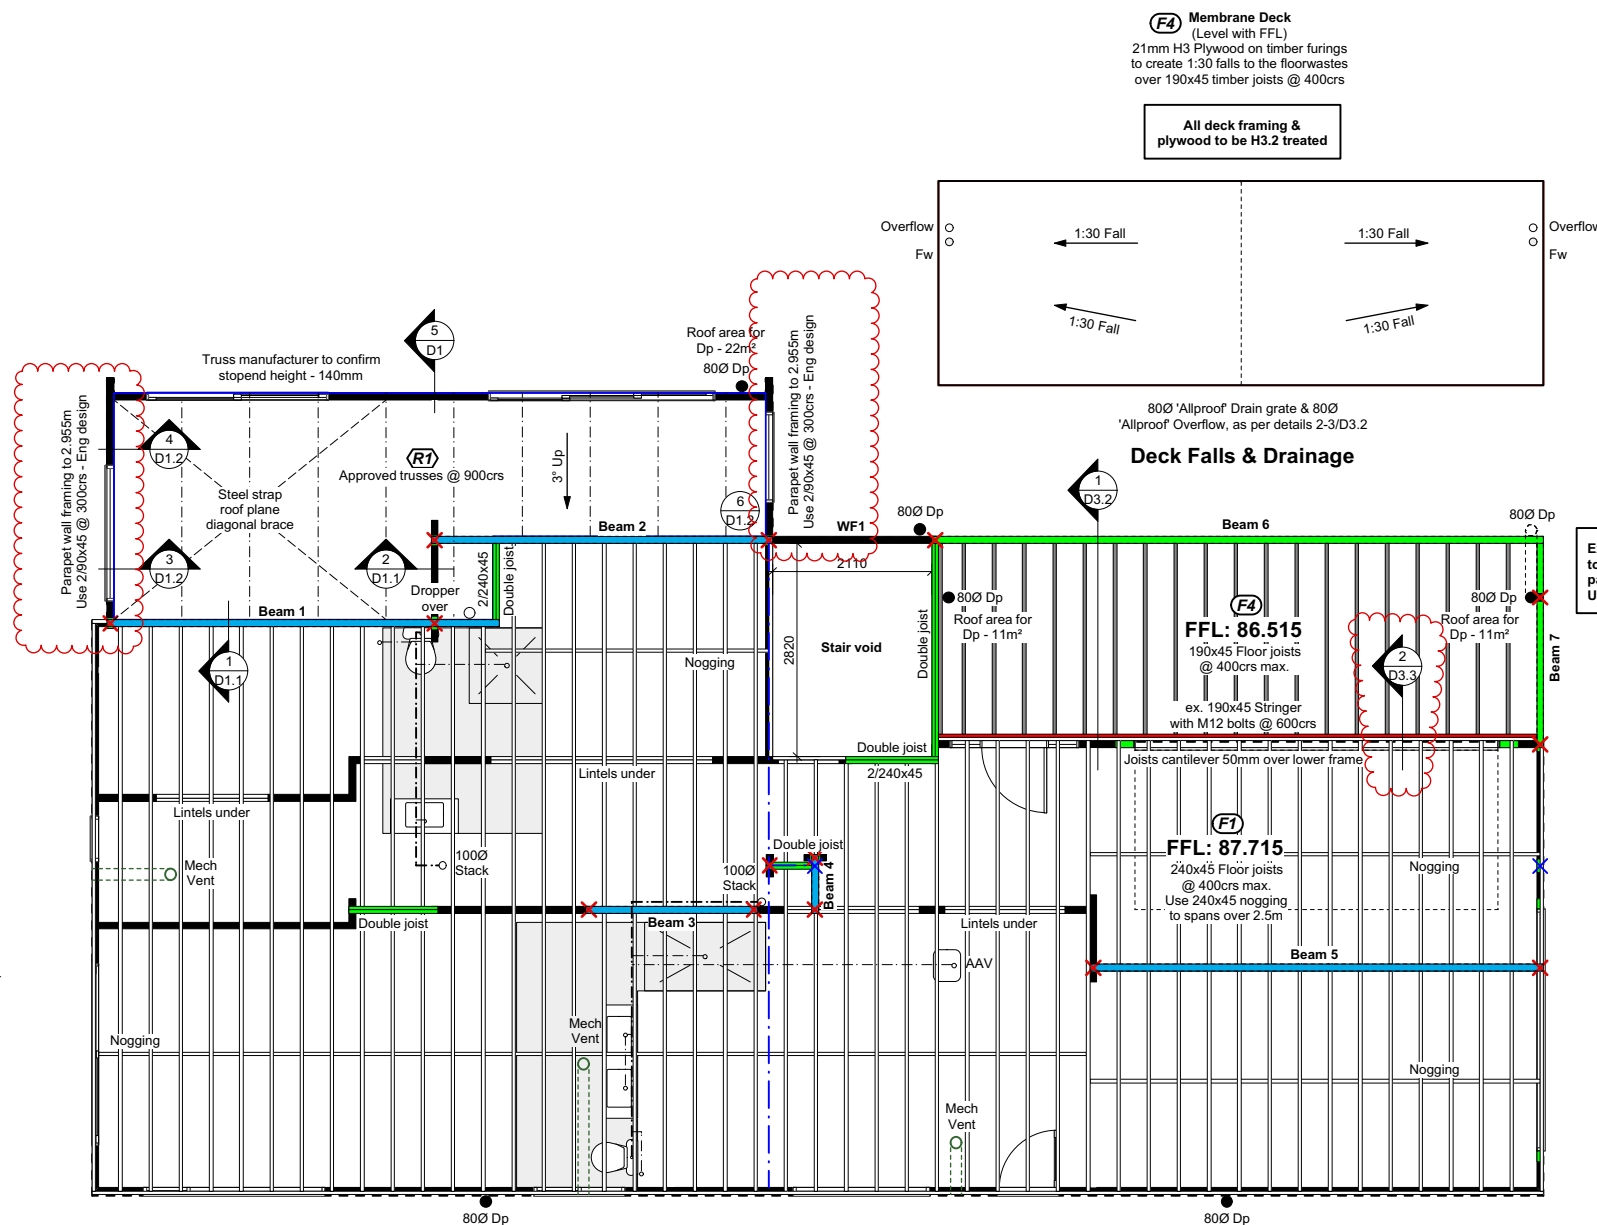 F4 Membrane Deck
(Level with FFL)
21mm H3 Plywood on timber furings
to create 1:30 falls to the floorwastes
over 190x45 timber joists @ 400crs
All deck framing &
plywood to be H3.2 treated
Overflow
Fw
1:30 Fall
1:30 Fall
Overflow
Fw
1:30 Fall
1:30 Fall
80Ø 'Allproof' Drain grate & 80Ø
'Allproof' Overflow, as per details 2-3/D3.2
Deck Falls & Drainage
5
D1
Truss manufacturer to confirm
stopend height - 140mm
Roof area for
Dp - 22m²
80Ø Dp
Parapet wall framing to 2.955m
Use 2/90x45 @ 300crs - Eng design
Parapet wall framing to 2.955m
Use 2/90x45 @ 300crs - Eng design
4
D1.2
R1
Approved trusses @ 900crs
3° Up
Steel strap
roof plane
diagonal brace
6
D1.2
1
D3.2
3
D1.2
2
D1.1
Beam 2
WF1
80Ø Dp
Beam 6
80Ø Dp
Dropper
over
2/240x45
Double joist
Beam 1
2110
2820
Stair void
Double joist
80Ø Dp
Roof area for
Dp - 11m²
F4
FFL: 86.515
190x45 Floor joists
@ 400crs max.
ex. 190x45 Stringer
with M12 bolts @ 600crs
80Ø Dp
Roof area for
Dp - 11m²
2
D3.3
Beam 7
1
D1.1
Nogging
Double joist
2/240x45
Lintels under
Joists cantilever 50mm over lower frame
Lintels under
Mech
Vent
100Ø
Stack
100Ø
Stack
Double joist
Beam 4
F1
FFL: 87.715
240x45 Floor joists
@ 400crs max.
Use 240x45 nogging
to spans over 2.5m
Nogging
Double joist
Beam 3
Lintels under
AAV
Beam 5
Nogging
Mech
Vent
Nogging
Mech
Vent
80Ø Dp
80Ø Dp